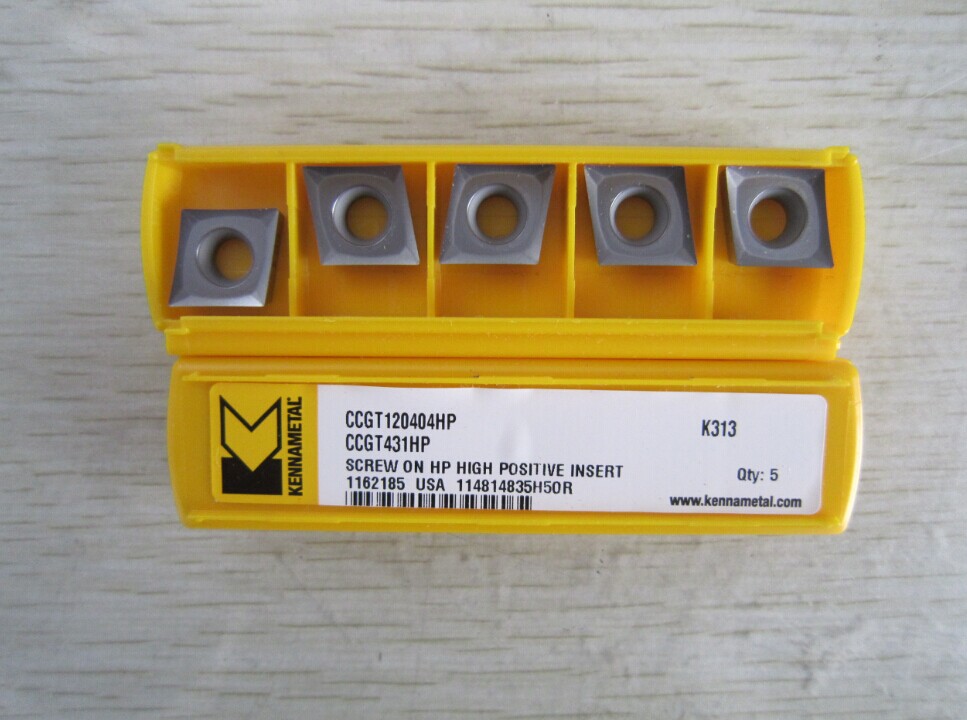 KENNAMETAL
CCGT120404HP
K313
CCGT431HP
SCREW ON HP HIGH POSITIVE INSERT
Qty: 5
1162185 USA 114814835H50R
www.kennametal.com